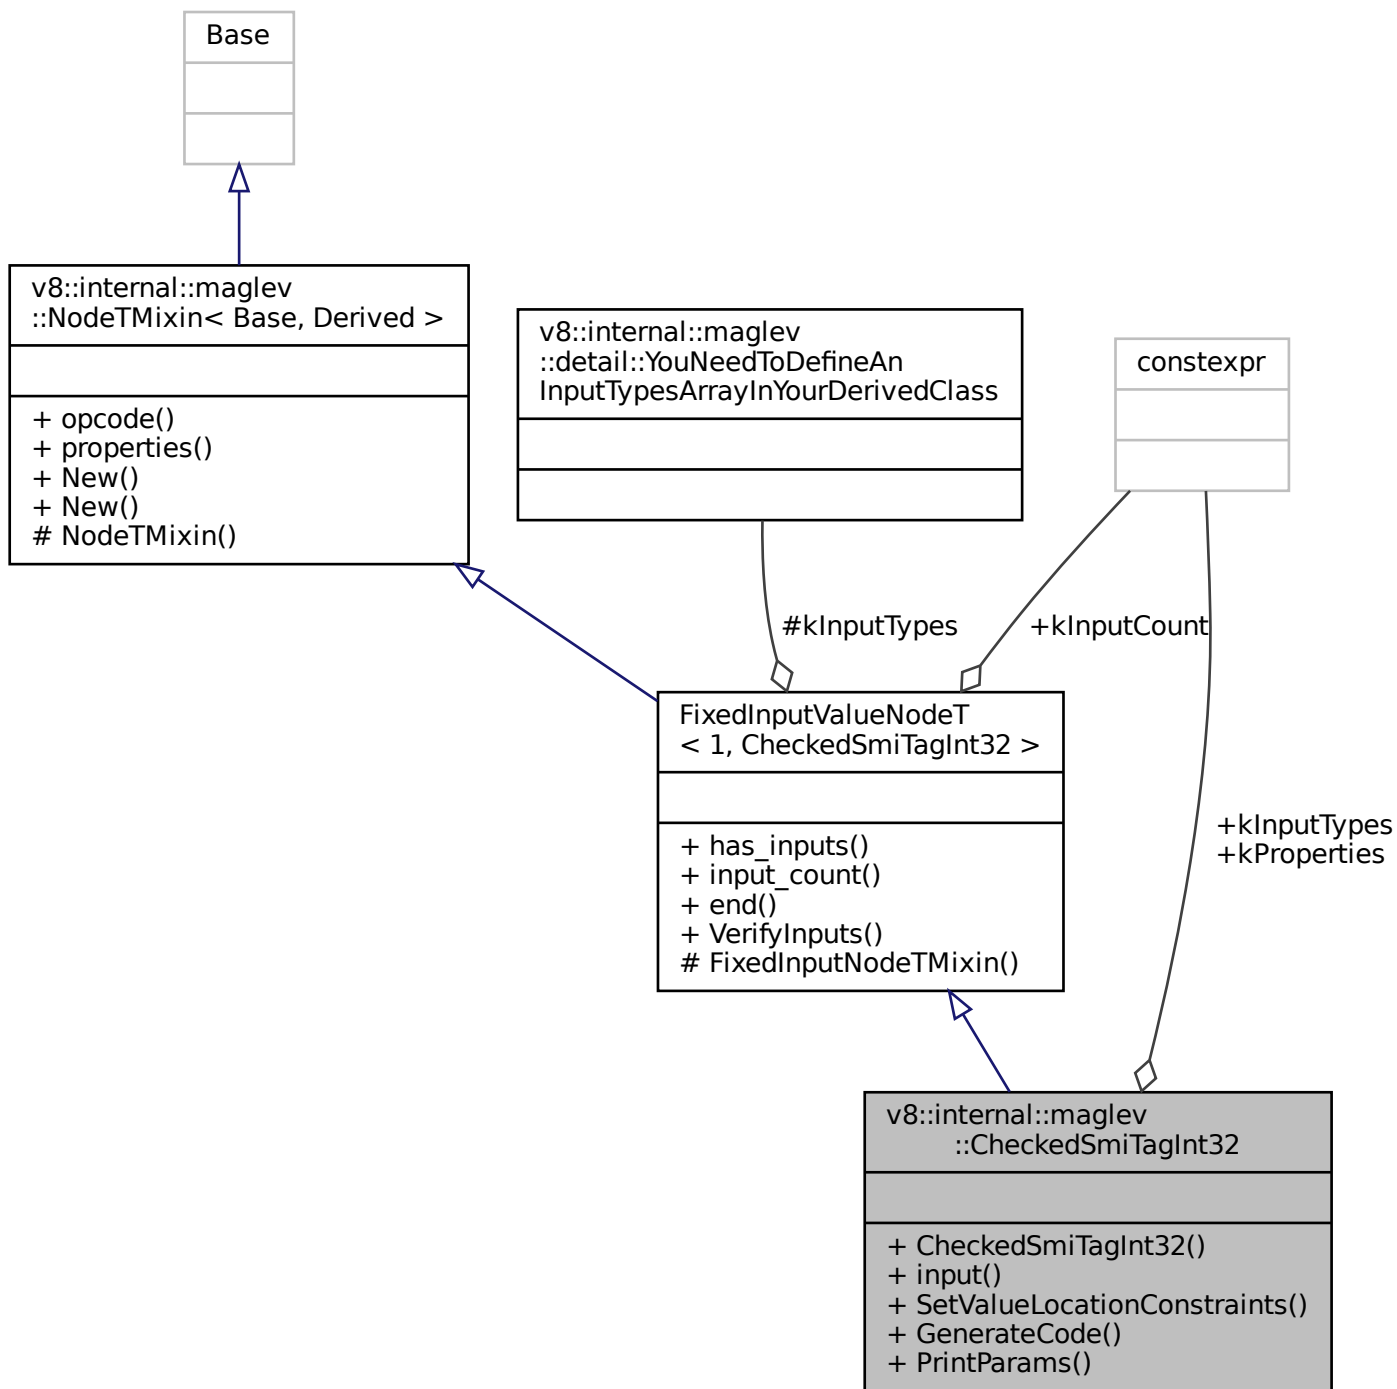 Base
v8::internal::maglev
::NodeTMixin< Base, Derived >
+ opcode()
+ properties()
+ New()
+ New()
# NodeTMixin()
v8::internal::maglev
::detail::YouNeedToDefineAn
InputTypesArrayInYourDerivedClass
constexpr
#kInputTypes
+kInputCount
FixedInputValueNodeT
< 1, CheckedSmiTagInt32 >
+ has_inputs()
+ input_count()
+ end()
+ VerifyInputs()
# FixedInputNodeTMixin()
+kInputTypes
+kProperties
v8::internal::maglev
::CheckedSmiTagInt32
+ CheckedSmiTagInt32()
+ input()
+ SetValueLocationConstraints()
+ GenerateCode()
+ PrintParams()